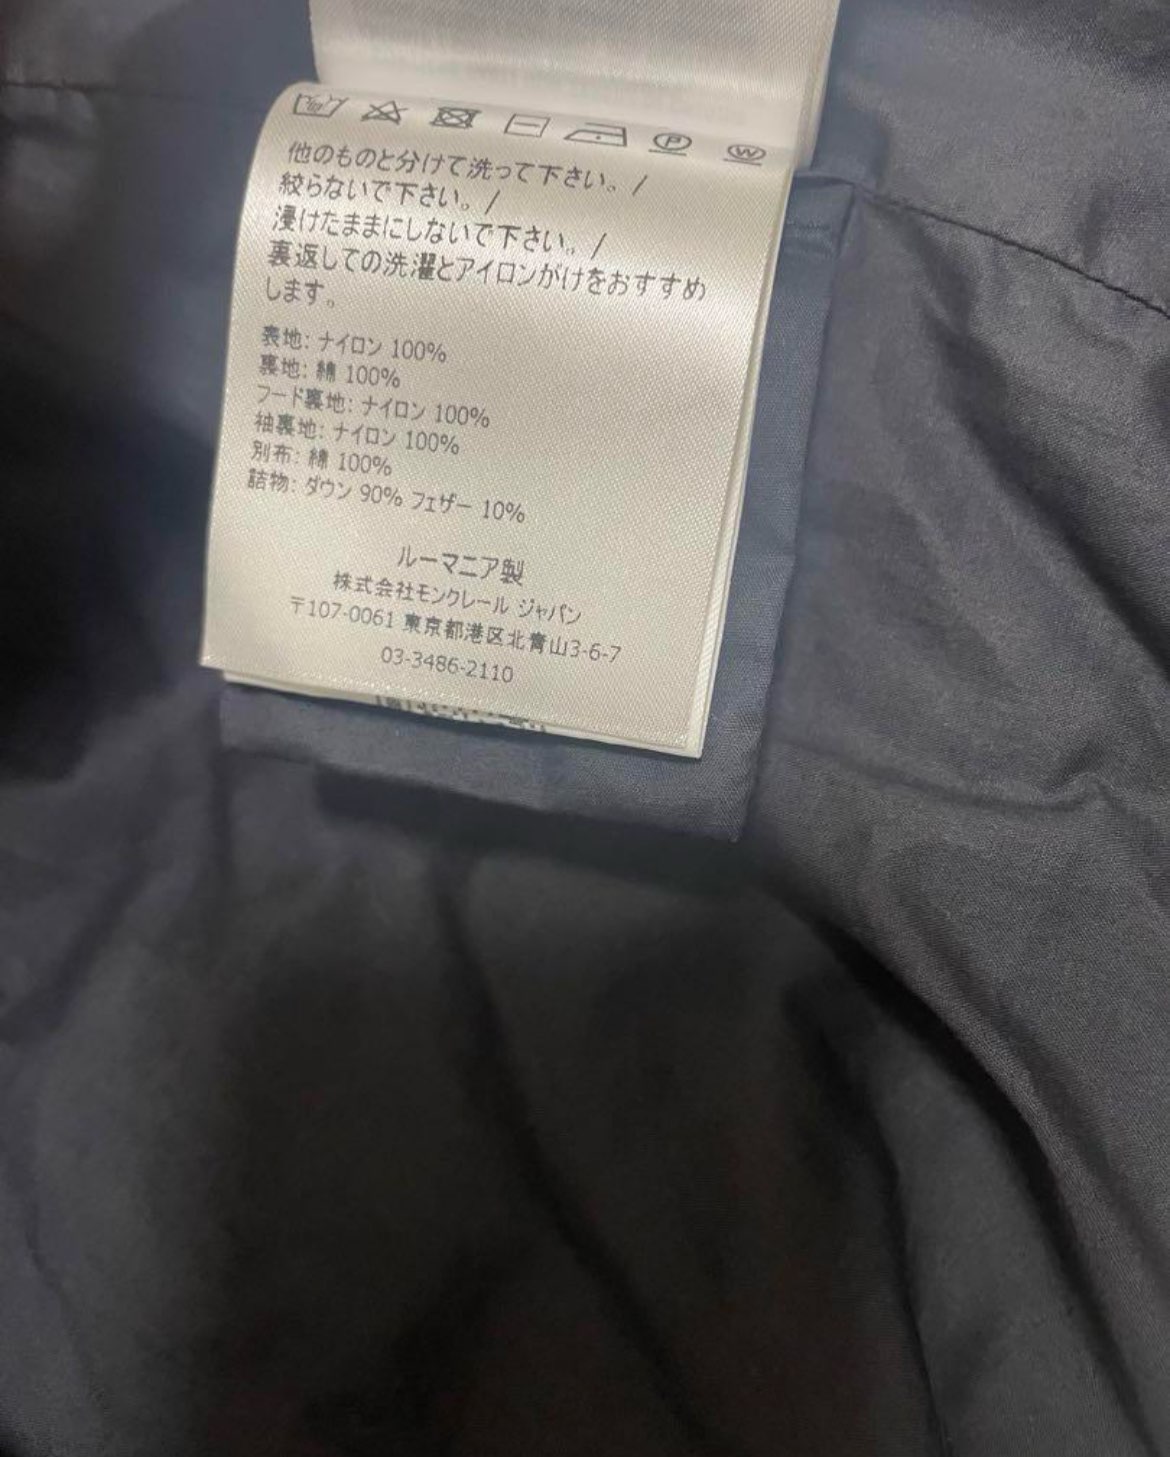 他のものと分けて洗って下さい。/
絞らないで下さい。/
浸けたままにしないで下さい。/
裏返しての洗濯とアイロンがけをおすすめ
します。
表地: ナイロン 100%
裏地: 綿 100%
フード裏地: ナイロン 100%
袖裏地: ナイロン 100%
別布: 綿 100%
詰物: ダウン 90% フェザー 10%
ルーマニア製
株式会社モンクレール ジャパン
〒107-0061 東京都港区北青山3-6-7
03-3486-2110